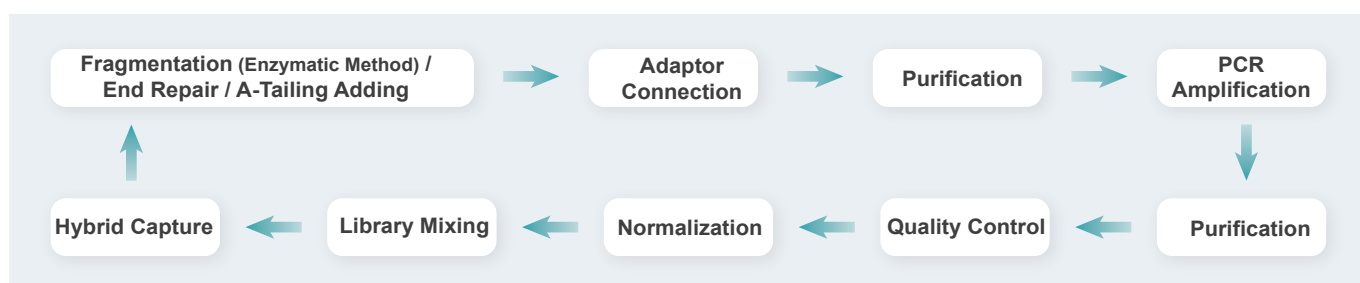 Fragmentation (Enzymatic Method) /
End Repair / A-Tailing Adding
Adaptor
Connection
Purification
PCR
Amplification
Hybrid Capture
Library Mixing
Normalization
Quality Control
Purification